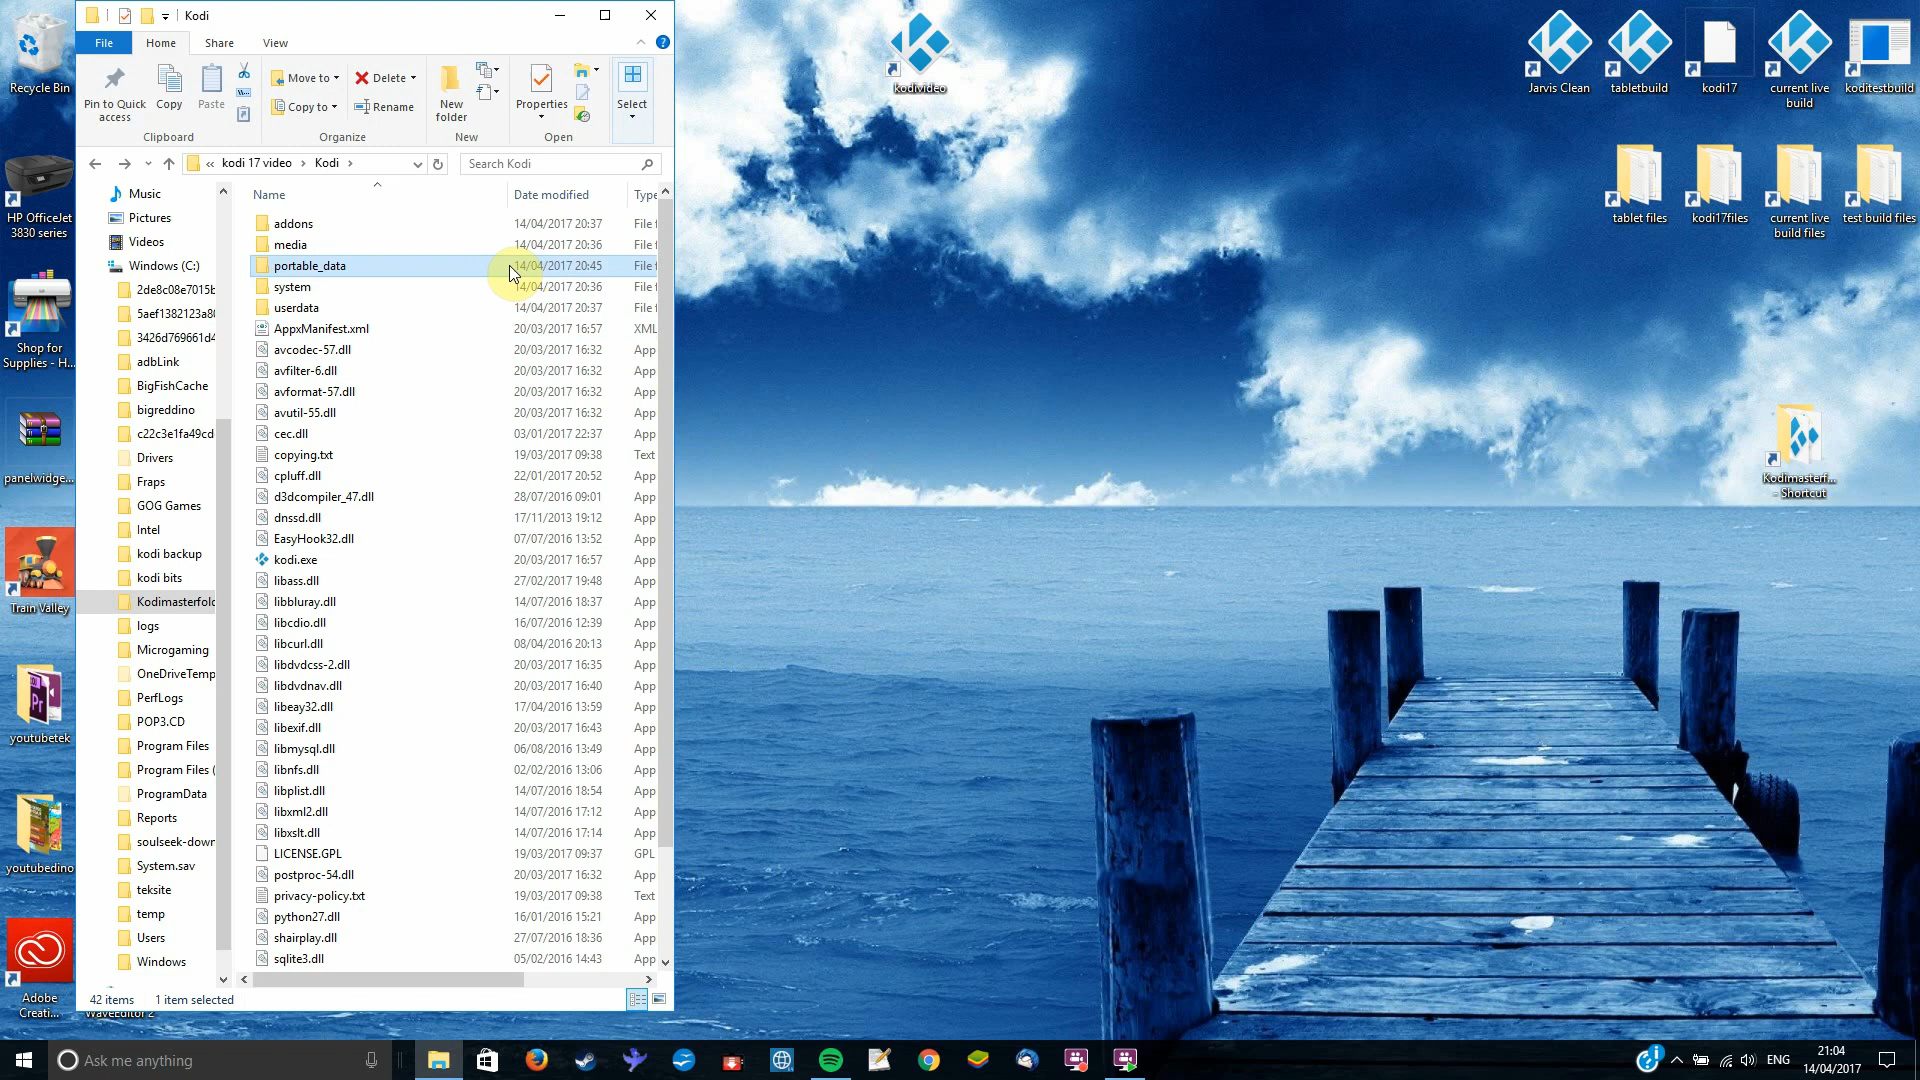 Kodi
File
Home
Share
View
Pin to Quick
access
Copy
Paste
Move to
Copy to
Delete
Rename
New
folder
Properties
Select
Clipboard
Organize
New
Open
« kodi 17 video › Kodi ›
Search Kodi
Name
Date modified
Type
Music
Pictures
Videos
Windows (C:)
2de8c08e7015b
5aef1382123a8
3426d769661d4
adbLink
BigFishCache
bigreddino
c22c3e1fa49cd
Drivers
Fraps
GOG Games
Intel
kodi backup
kodi bits
Kodimasterfold
logs
Microgaming
OneDriveTemp
PerfLogs
POP3.CD
Program Files
Program Files (
ProgramData
Reports
soulseek-down
System.sav
teksite
temp
Users
Windows
addons 14/04/2017 20:37 File f
media 14/04/2017 20:36 File f
portable_data 14/04/2017 20:45 File f
system 14/04/2017 20:36 File f
userdata 14/04/2017 20:37 File f
AppxManifest.xml 20/03/2017 16:57 XML
avcodec-57.dll 20/03/2017 16:32 App
avfilter-6.dll 20/03/2017 16:32 App
avformat-57.dll 20/03/2017 16:32 App
avutil-55.dll 20/03/2017 16:32 App
cec.dll 03/01/2017 22:37 App
copying.txt 19/03/2017 09:38 Text
cpluff.dll 22/01/2017 20:52 App
d3dcompiler_47.dll 28/07/2016 09:01 App
dnssd.dll 17/11/2013 19:12 App
EasyHook32.dll 07/07/2016 13:52 App
kodi.exe 20/03/2017 16:57 App
libass.dll 27/02/2017 19:48 App
libbluray.dll 14/07/2016 18:37 App
libcdio.dll 16/07/2016 12:39 App
libcurl.dll 08/04/2016 20:13 App
libdvdcss-2.dll 20/03/2017 16:35 App
libdvdnav.dll 20/03/2017 16:40 App
libeay32.dll 17/04/2016 13:59 App
libexif.dll 20/03/2017 16:43 App
libmysql.dll 06/08/2016 13:49 App
libnfs.dll 02/02/2016 13:06 App
libplist.dll 14/07/2016 18:54 App
libxml2.dll 14/07/2016 17:12 App
libxslt.dll 14/07/2016 17:14 App
LICENSE.GPL 19/03/2017 09:37 GPL
postproc-54.dll 20/03/2017 16:32 App
privacy-policy.txt 19/03/2017 09:38 Text
python27.dll 16/01/2016 15:21 App
shairplay.dll 27/07/2016 18:36 App
sqlite3.dll 05/02/2016 14:43 App
42 items
1 item selected
Recycle Bin
HP OfficeJet
3830 series
Shop for
Supplies - H...
panelwidge...
Train Valley
Pr
youtubetek
youtubedino
Adobe
Creati...
WaveEditor 2
kodivideo
Jarvis Clean
tabletbuild
kodi17
current live
build
koditestbuild
tablet files
kodi17files
current live
build files
test build files
Kodimasterf...
- Shortcut
Ask me anything
ENG
21:04
14/04/2017